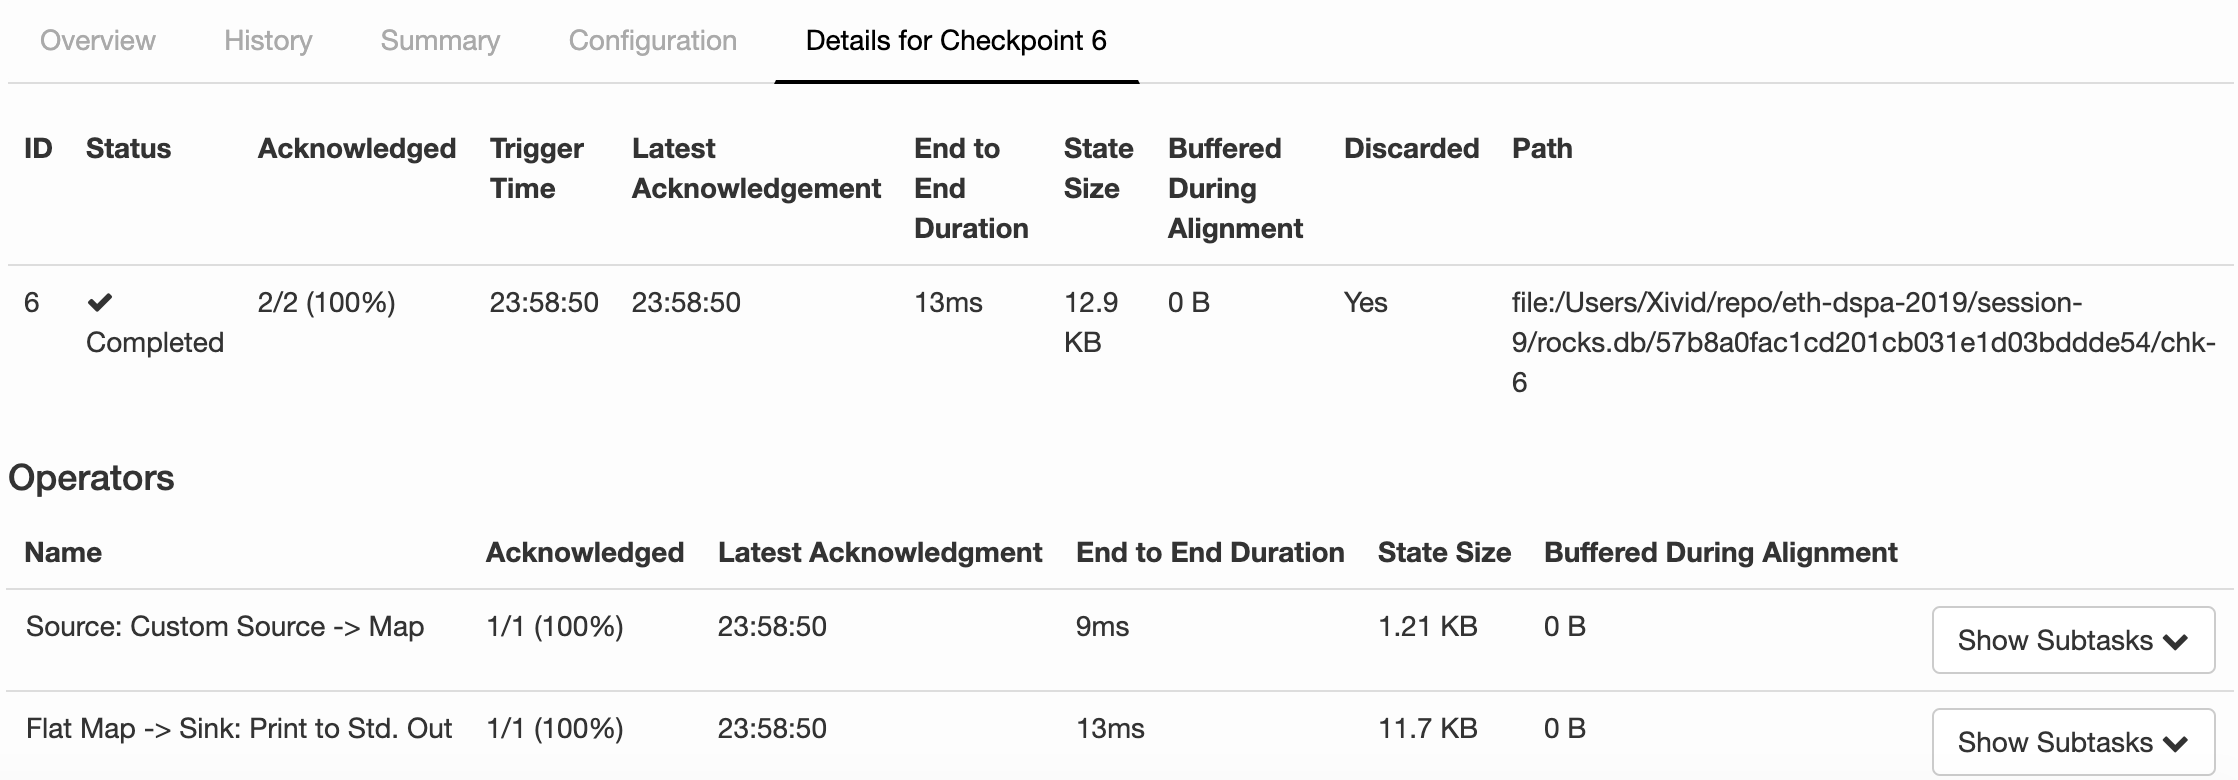 Overview History Summary Configuration Details for Checkpoint 6
ID Status Acknowledged Trigger Latest End to State Buffered Discarded Path
Time Acknowledgement End Size During
Duration Alignment
6 2/2 (100%) 23:58:50 23:58:50 13ms 12.9 0 B Yes file:/Users/Xivid/repo/eth-dspa-2019/session-
Completed KB 9/rocks.db/57b8a0fac1cd201cb031e1d03bddde54/chk-
6
Operators
Name Acknowledged Latest Acknowledgment End to End Duration State Size Buffered During Alignment
Source: Custom Source -> Map 1/1 (100%) 23:58:50 9ms 1.21 KB 0 B Show Subtasks
Flat Map -> Sink: Print to Std. Out 1/1 (100%) 23:58:50 13ms 11.7 KB 0 B Show Subtasks